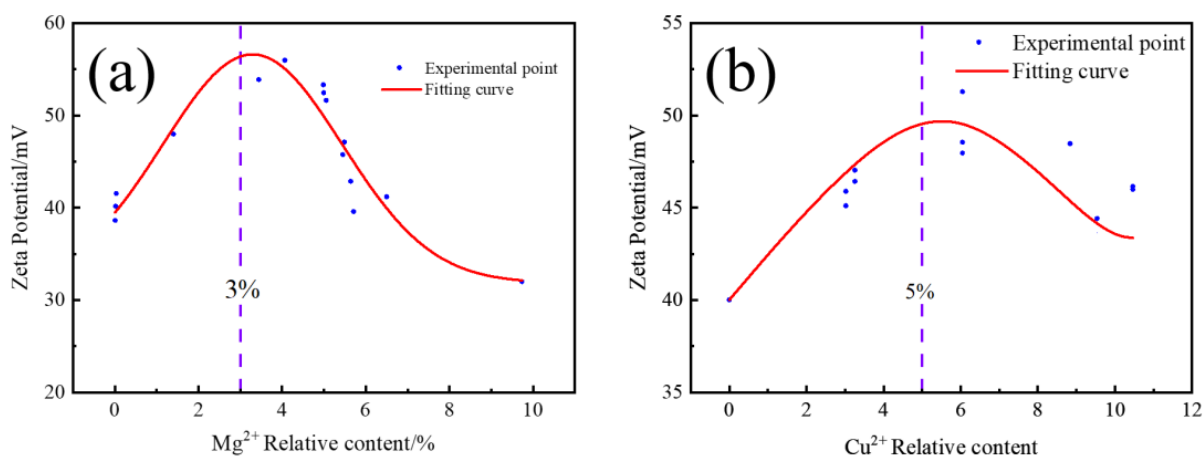 (a)
Experimental point
Fitting curve
3%
60
50
40
30
20
0
2
4
6
8
10
Zeta Potential/mV
Mg²⁺ Relative content/%
(b)
Experimental point
Fitting curve
5%
55
50
45
40
35
0
2
4
6
8
10
12
Zeta Potential/mV
Cu²⁺ Relative content